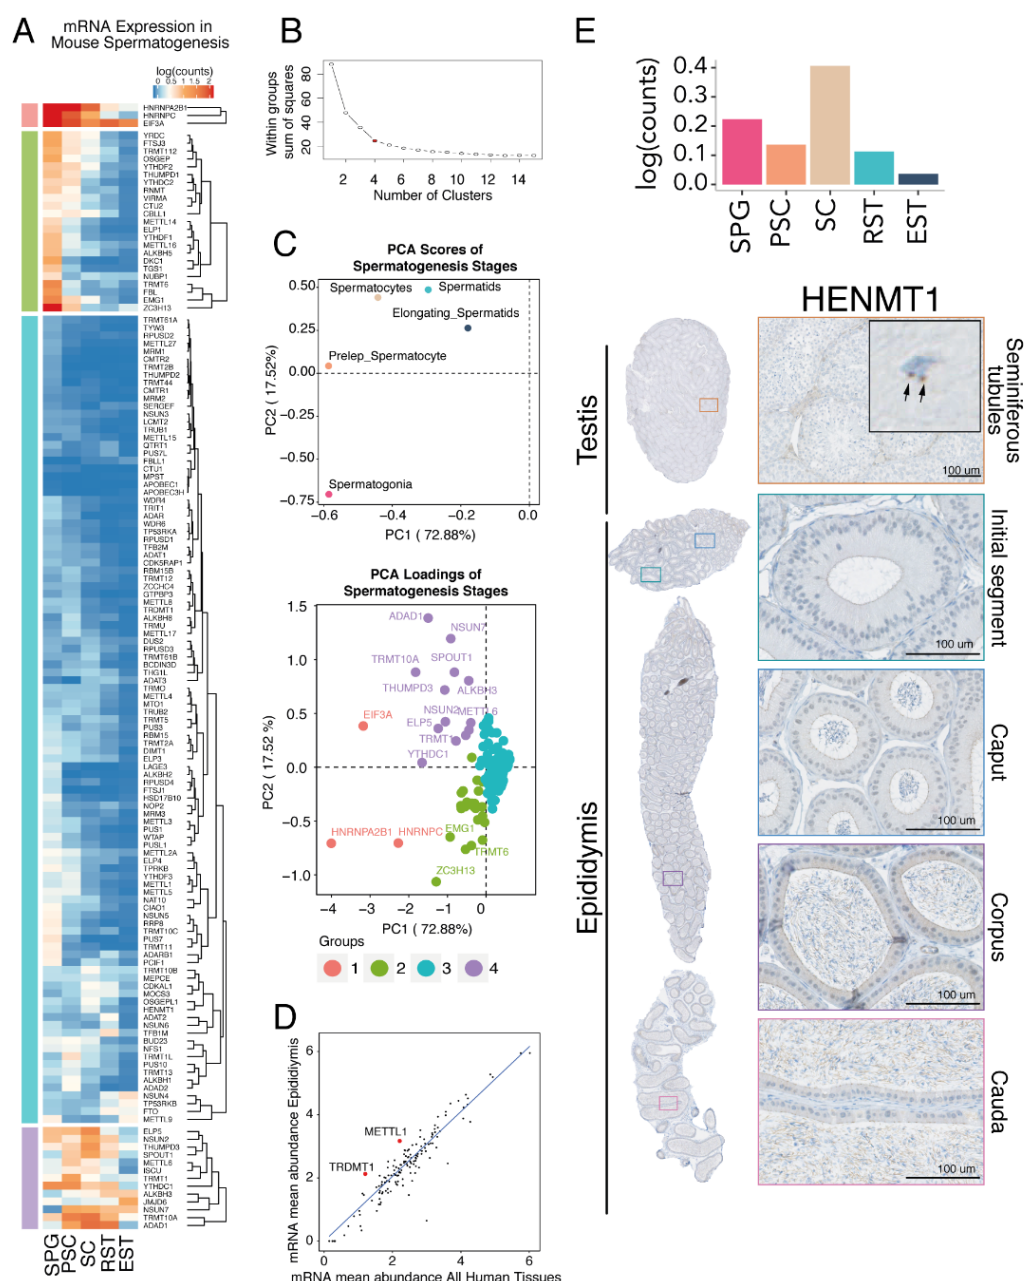 A
mRNA Expression in
Mouse Spermatogenesis
log(counts)
0 0.5 1 1.5 2
HNRNPA2B1
HNRNPC
EIF3A
YRDC
FTSJ3
TRMT112
OSGEP
YTHDF2
THUMPD1
YTHDC2
RNMT
VIRMA
CTU2
CBLL1
METTL14
ELP1
YTHDF1
METTL16
ALKBH5
DKC1
TGS1
NUBP1
TRMT6
FBL
EMG1
ZC3H13
TRMT61A
TYW3
RPUSD2
METTL27
MRM1
CMTR2
TRMT2B
THUMPD2
TRMT44
CMTR1
MRM2
SERGEF
NSUN3
LCMT2
TRUB1
METTL15
QTRT1
PUS7L
FBLL1
CTU1
MPST
APOBEC1
APOBEC3H
WDR4
TRIT1
ADAR
WDR6
TP53RKA
RPUSD1
TFB2M
ADAT1
CDK5RAP1
RBM15B
TRMT12
ZCCHC4
GTPBP3
METTL8
TRDMT1
ALKBH8
TRMU
METTL17
DUS2
RPUSD3
TRMT61B
BCDIN3D
THG1L
ADAT3
TRMO
METTL4
MTO1
TRUB2
TRMT5
PUS3
RBM15
TRMT2A
DIMT1
ELP3
LAGE3
ALKBH2
RPUSD4
FTSJ1
HSD17B10
NOP2
MRM3
METTL3
PUS1
WTAP
PUSL1
METTL2A
ELP4
TPRKB
YTHDF3
METTL1
METTL5
NAT10
CIAO1
NSUN5
RRP8
TRMT10C
PUS7
TRMT11
ADARS1
PCIF1
TRMT10B
MEPCE
CDKAL1
MOCS3
OSGEPL1
HENMT1
ADAT2
NSUN6
TFB1M
BUD23
NFS1
TRMT1L
PUS10
TRMT13
ALKBH1
ADAD2
NSUN4
TP53RKB
FTO
METTL9
ELP5
NSUN2
THUMPD3
SPOUT1
METTL6
ISCU
TRMT1
YTHDC1
ALKBH3
JMJD6
NSUN7
TRMT10A
ADAD1
SPG PSC SC RST EST
B
Within groups
sum of squares
80
60
40
20
2 4 6 8 10 12 14
Number of Clusters
C
PCA Scores of
Spermatogenesis Stages
PC2 ( 17.52%)
0.50
0.25
0.00
−0.25
−0.50
−0.75
Spermatocytes
Spermatids
Elongating_Spermatids
Prelep_Spermatocyte
Spermatogonia
−0.6 −0.4 −0.2 0.0
PC1 ( 72.88%)
PCA Loadings of
Spermatogenesis Stages
PC2 ( 17.52 %)
1.5
1.0
0.5
0.0
−0.5
−1.0
ADAD1
NSUN7
TRMT10A
SPOUT1
THUMPD3
ALKBH3
EIF3A
NSUN2
METTL6
ELP5
TRMT1
YTHDC1
HNRNPA2B1
HNRNPC
EMG1
TRMT6
ZC3H13
−4 −3 −2 −1 0
PC1 ( 72.88%)
Groups
1 2 3 4
D
mRNA mean abundance Epididiymis
6
4
2
0
METTL1
TRDMT1
0 2 4 6
mRNA mean abundance All Human Tissues
E
log(counts)
0.4
0.3
0.2
0.1
0.0
SPG PSC SC RST EST
HENMT1
Testis
Epididymis
Seminiferous
tubules
100 um
Initial segment
100 um
Caput
100 um
Corpus
100 um
Cauda
100 um